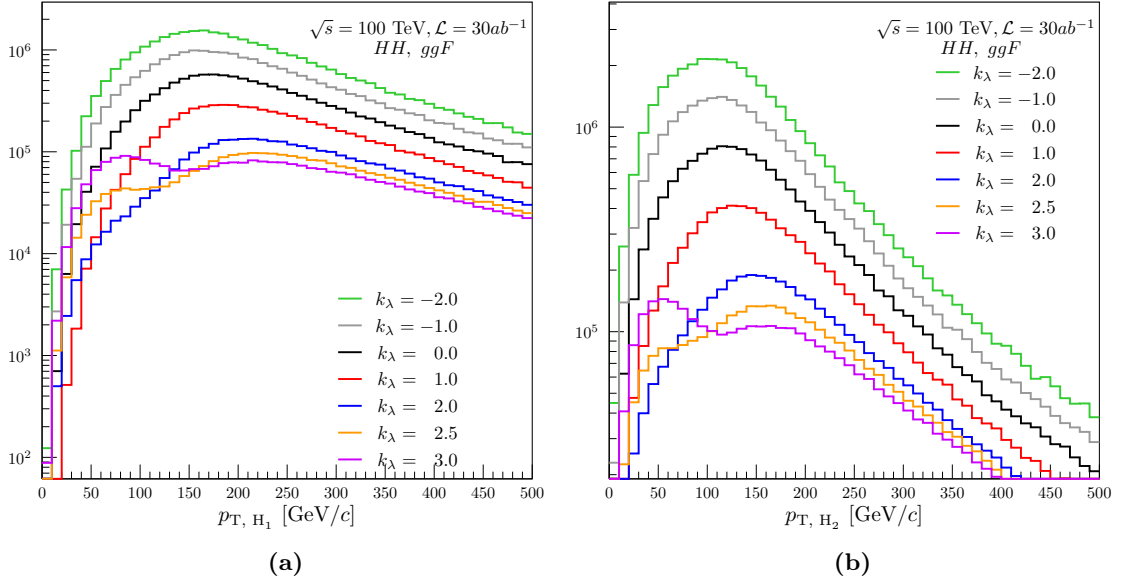 √s = 100 TeV, L = 30ab⁻¹
HH, ggF
10⁶
10⁵
10⁴
10³
10²
k_λ = −2.0
k_λ = −1.0
k_λ = 0.0
k_λ = 1.0
k_λ = 2.0
k_λ = 2.5
k_λ = 3.0
0 50 100 150 200 250 300 350 400 450 500
p_T, H₁ [GeV/c]
(a)
√s = 100 TeV, L = 30ab⁻¹
HH, ggF
k_λ = −2.0
k_λ = −1.0
k_λ = 0.0
k_λ = 1.0
k_λ = 2.0
k_λ = 2.5
k_λ = 3.0
10⁶
10⁵
0 50 100 150 200 250 300 350 400 450 500
p_T, H₂ [GeV/c]
(b)